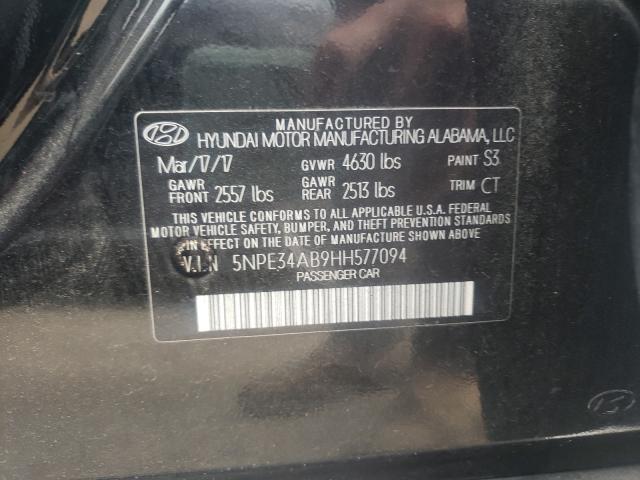 MANUFACTURED BY
HYUNDAI MOTOR MANUFACTURING ALABAMA, LLC
Mar/17/17 GVWR 4630 lbs PAINT S3
GAWR FRONT 2557 lbs GAWR REAR 2513 lbs TRIM CT
THIS VEHICLE CONFORMS TO ALL APPLICABLE U.S.A. FEDERAL
MOTOR VEHICLE SAFETY, BUMPER, AND THEFT PREVENTION STANDARDS
IN EFFECT ON THE DATE OF MANUFACTURE SHOWN ABOVE.
V.I.N 5NPE34AB9HH577094
PASSENGER CAR